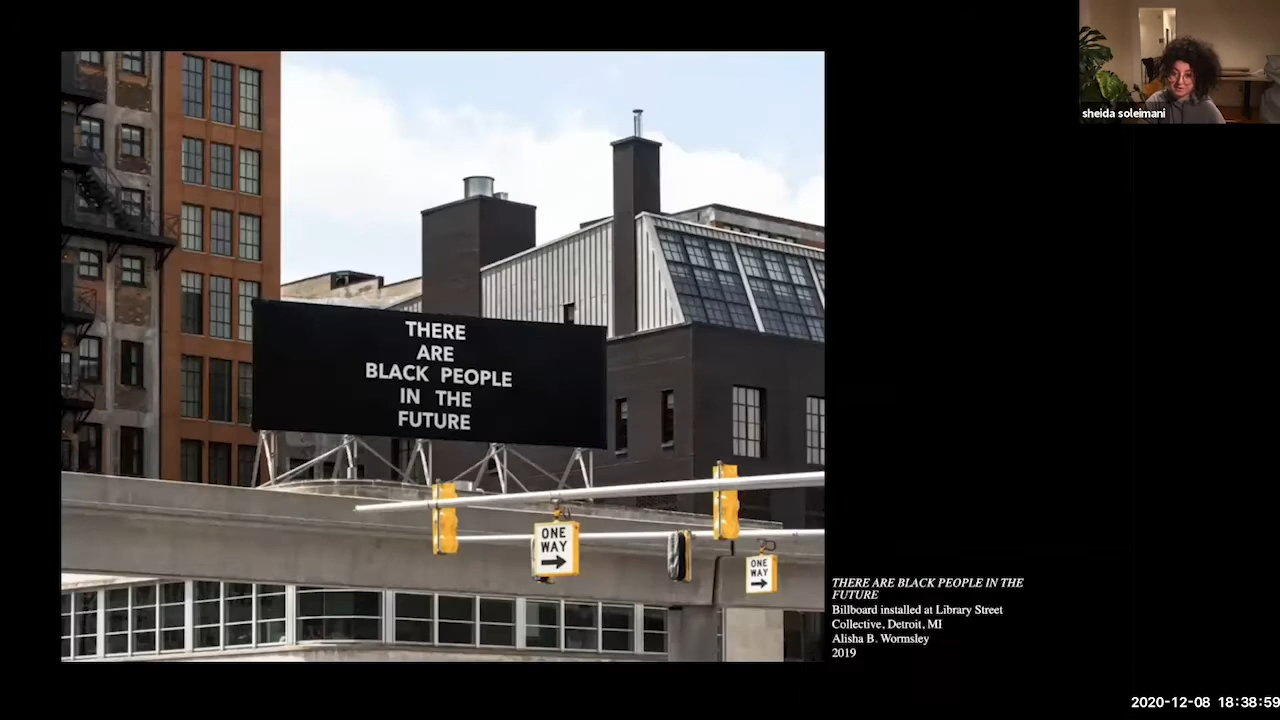 sheida soleimani
THERE
ARE
BLACK PEOPLE
IN THE
FUTURE
ONE
WAY
ONE
WAY
THERE ARE BLACK PEOPLE IN THE
FUTURE
Billboard installed at Library Street
Collective, Detroit, MI
Alisha B. Wormsley
2019
2020-12-08 18:38:59